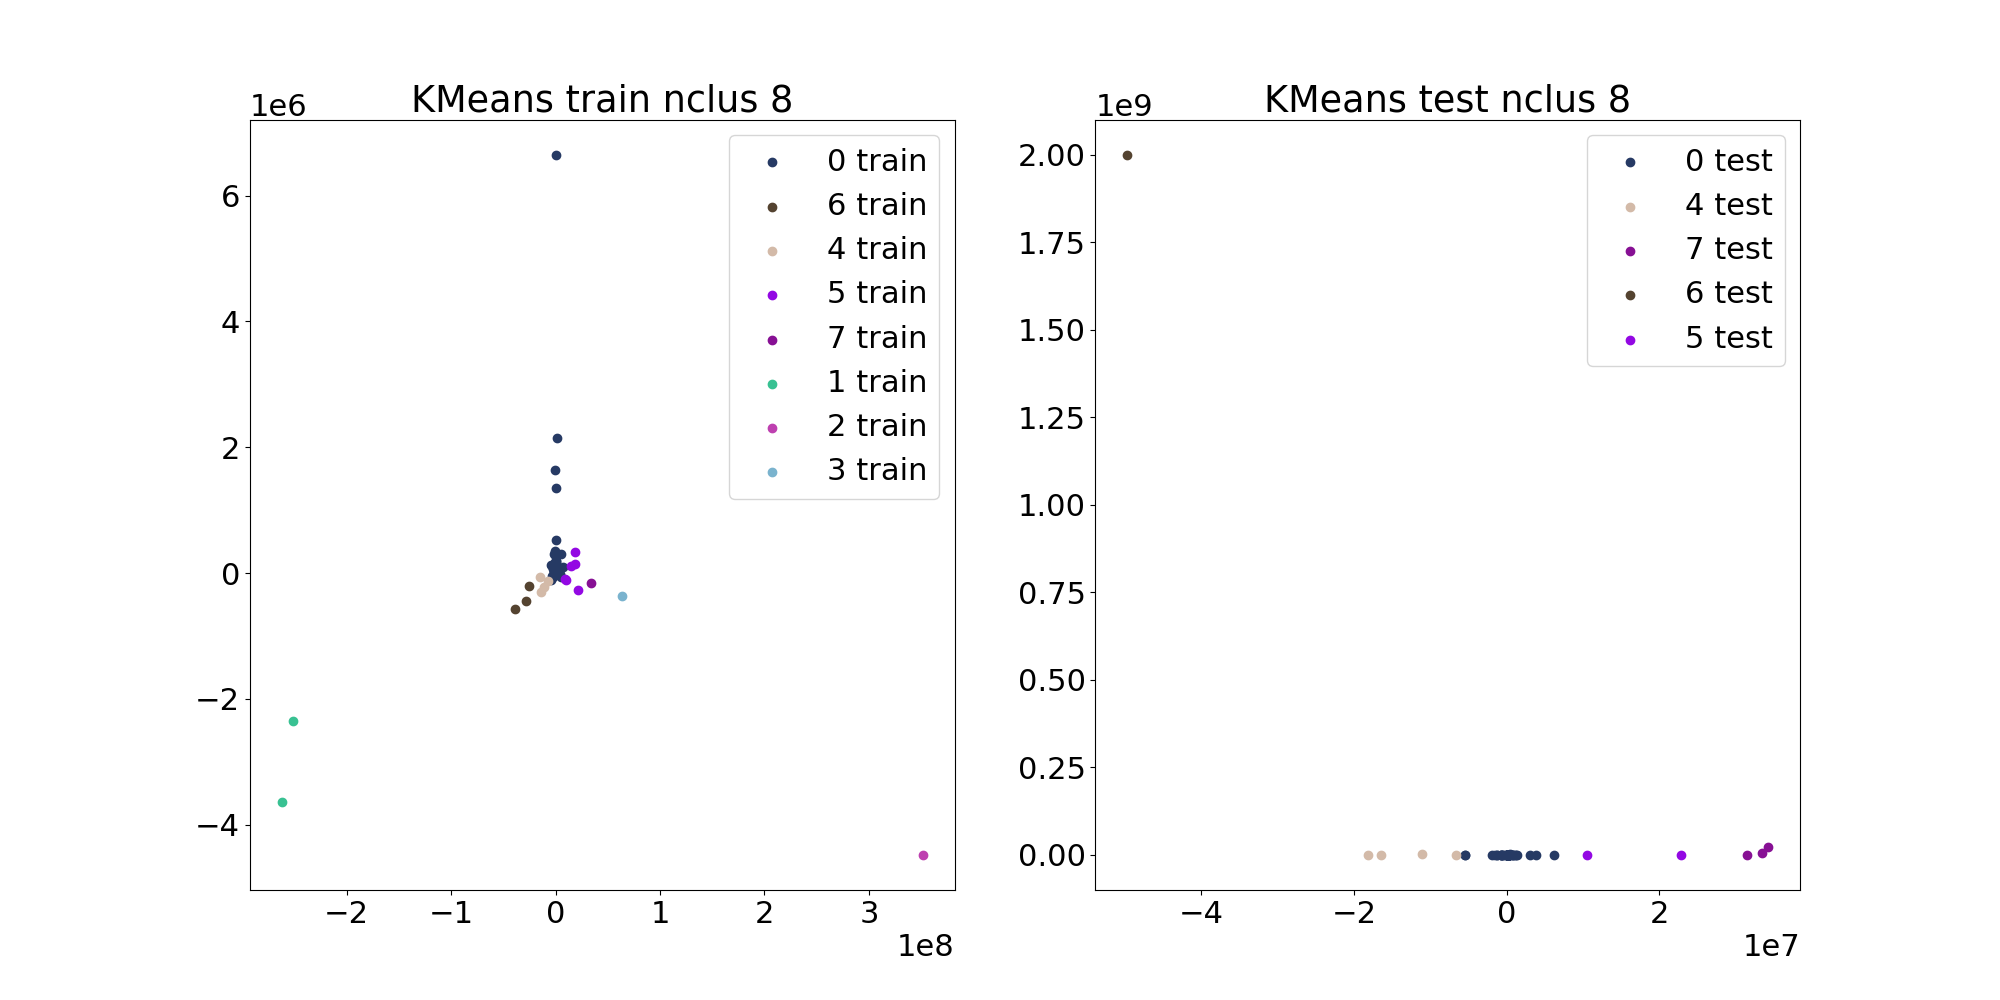 KMeans train nclus 8
1e6
6
4
2
0
−2
−4
−2
−1
0
1
2
3
1e8
0 train
6 train
4 train
5 train
7 train
1 train
2 train
3 train
KMeans test nclus 8
1e9
2.00
1.75
1.50
1.25
1.00
0.75
0.50
0.25
0.00
−4
−2
0
2
1e7
0 test
4 test
7 test
6 test
5 test